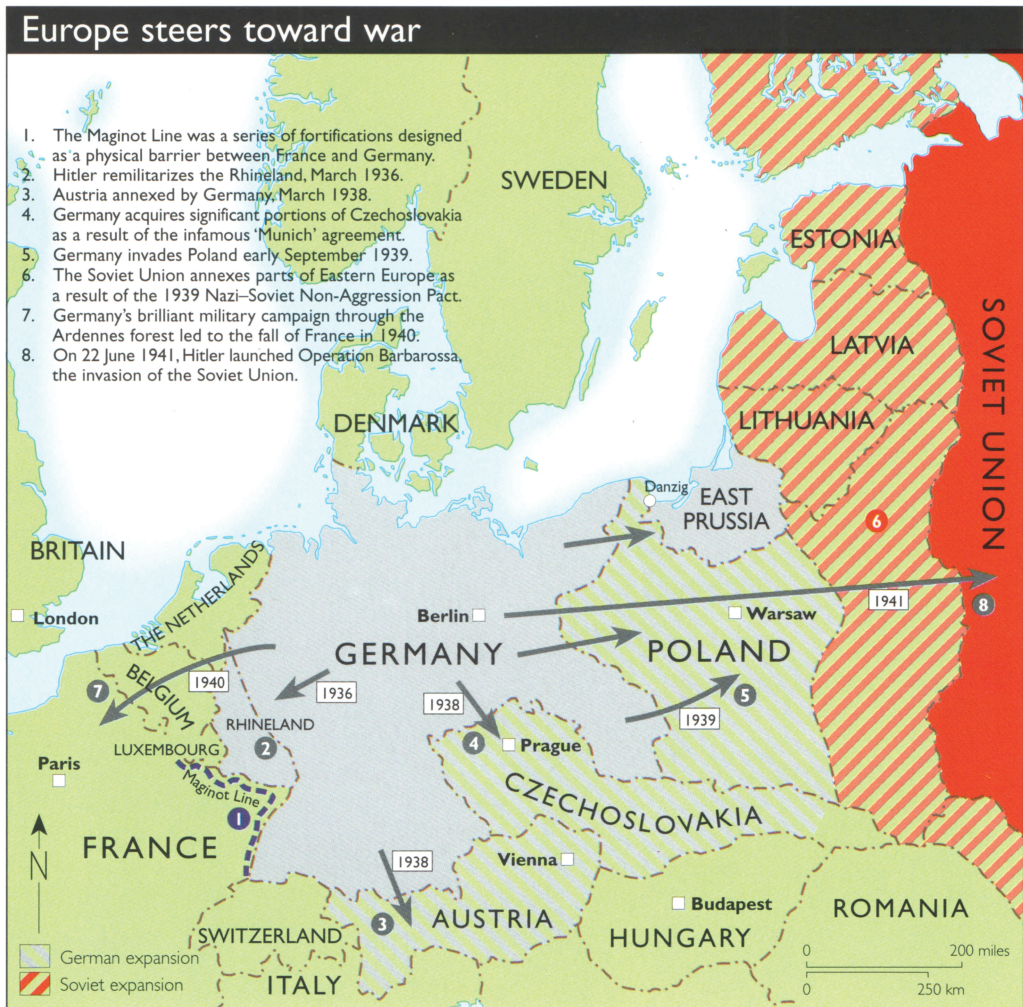 Europe steers toward war
1. The Maginot Line was a series of fortifications designed
as a physical barrier between France and Germany.
2. Hitler remilitarizes the Rhineland, March 1936.
3. Austria annexed by Germany, March 1938.
4. Germany acquires significant portions of Czechoslovakia
as a result of the infamous ‘Munich’ agreement.
5. Germany invades Poland early September 1939.
6. The Soviet Union annexes parts of Eastern Europe as
a result of the 1939 Nazi–Soviet Non-Aggression Pact.
7. Germany’s brilliant military campaign through the
Ardennes forest led to the fall of France in 1940.
8. On 22 June 1941, Hitler launched Operation Barbarossa,
the invasion of the Soviet Union.
SWEDEN
ESTONIA
SOVIET UNION
LATVIA
DENMARK
LITHUANIA
Danzig
EAST
PRUSSIA
6
BRITAIN
THE NETHERLANDS
London
Berlin
Warsaw
1941
8
GERMANY
POLAND
BELGIUM
1940
7
1936
1938
5
1939
RHINELAND
2
LUXEMBOURG
4
Prague
Paris
Maginot Line
1
CZECHOSLOVAKIA
N
FRANCE
1938
Vienna
3
AUSTRIA
Budapest
ROMANIA
SWITZERLAND
HUNGARY
ITALY
German expansion
Soviet expansion
0 200 miles
0 250 km